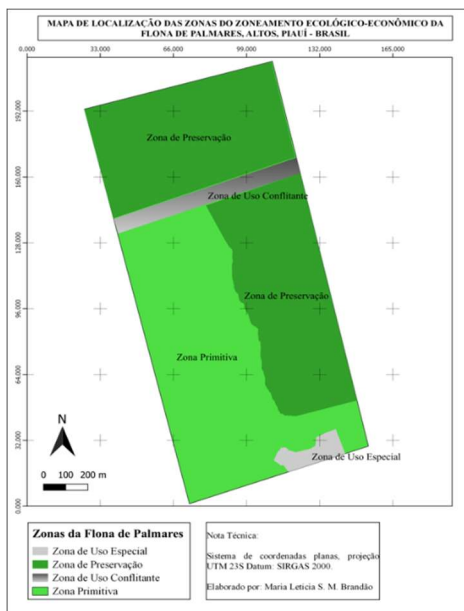 MAPA DE LOCALIZAÇÃO DAS ZONAS DO ZONEAMENTO ECOLÓGICO-ECONÔMICO DA
FLONA DE PALMARES, ALTOS, PIAUÍ - BRASIL
0.000 33.000 66.000 99.000 132.000 165.000
192.000
160.000
128.000
96.000
64.000
32.000
0.000
Zona de Preservação
Zona de Uso Conflitante
Zona de Preservação
Zona Primitiva
Zona de Uso Especial
N
0 100 200 m
Zonas da Flona de Palmares
Zona de Uso Especial
Zona de Preservação
Zona de Uso Conflitante
Zona Primitiva
Nota Técnica:
Sistema de coordenadas planas, projeção
UTM 23S Datum: SIRGAS 2000.
Elaborado por: Maria Letícia S. M. Brandão